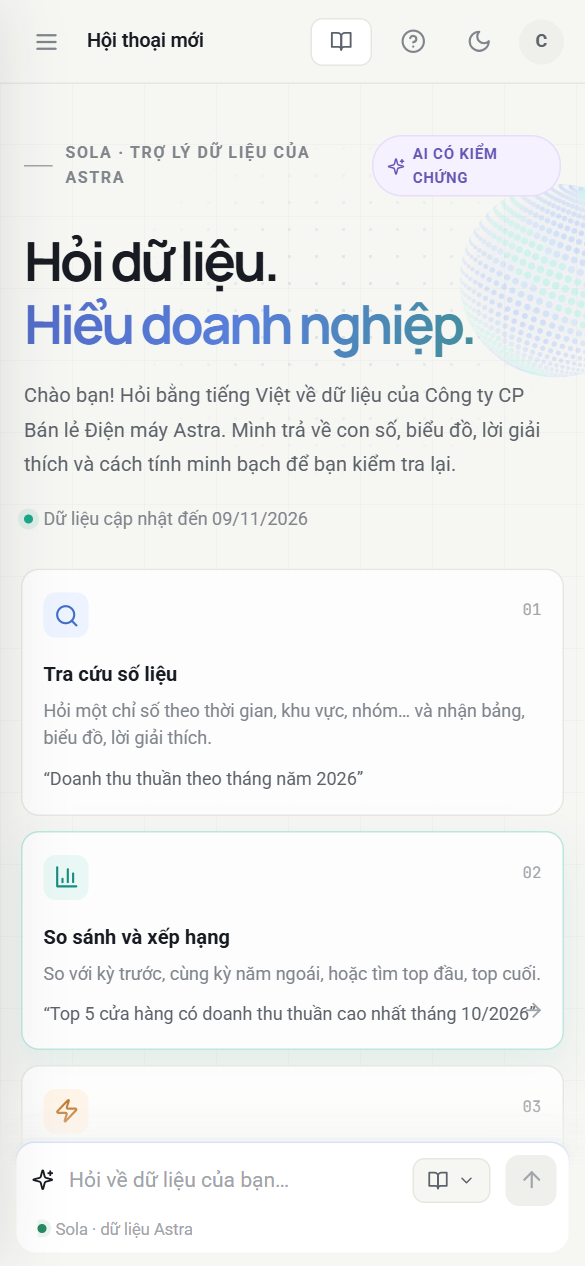 Hội thoại mới
C
SOLA · TRỢ LÝ DỮ LIỆU CỦA
ASTRA
AI CÓ KIỂM
CHỨNG
Hỏi dữ liệu.
Hiểu doanh nghiệp.
Chào bạn! Hỏi bằng tiếng Việt về dữ liệu của Công ty CP
Bán lẻ Điện máy Astra. Mình trả về con số, biểu đồ, lời giải
thích và cách tính minh bạch để bạn kiểm tra lại.
Dữ liệu cập nhật đến 09/11/2026
01
Tra cứu số liệu
Hỏi một chỉ số theo thời gian, khu vực, nhóm… và nhận bảng,
biểu đồ, lời giải thích.
“Doanh thu thuần theo tháng năm 2026”
02
So sánh và xếp hạng
So với kỳ trước, cùng kỳ năm ngoái, hoặc tìm top đầu, top cuối.
“Top 5 cửa hàng có doanh thu thuần cao nhất tháng 10/2026”
03
Hỏi về dữ liệu của bạn…
Sola · dữ liệu Astra